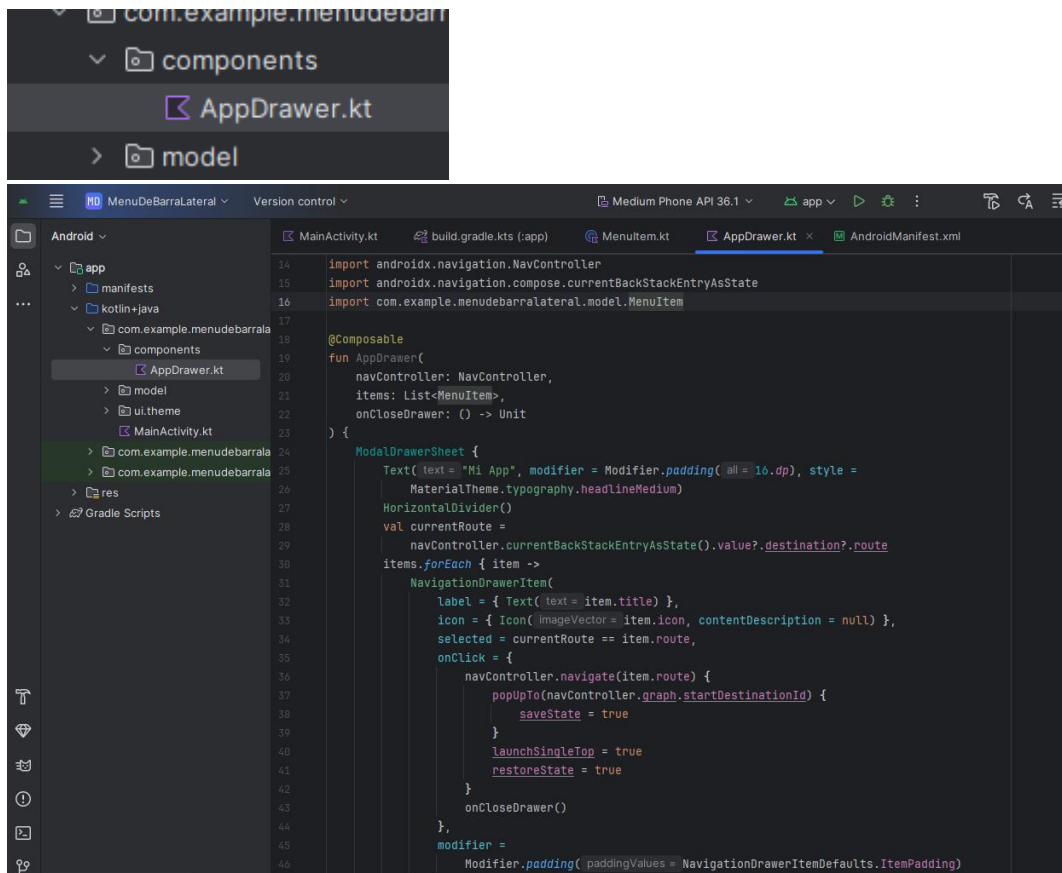 components
AppDrawer.kt
model
MD MenuDeBarraLateral Version control Medium Phone API 36.1 app
Android MainActivity.kt build.gradle.kts (:app) MenuItem.kt AppDrawer.kt AndroidManifest.xml
app
manifests
kotlin+java
com.example.menudebarrala
components
AppDrawer.kt
model
ui.theme
MainActivity.kt
com.example.menudebarrala
com.example.menudebarrala
res
Gradle Scripts
14 import androidx.navigation.NavController
15 import androidx.navigation.compose.currentBackStackEntryAsState
16 import com.example.menudebarralateral.model.MenuItem
17
18 @Composable
19 fun AppDrawer(
20 navController: NavController,
21 items: List<MenuItem>,
22 onCloseDrawer: () -> Unit
23 ) {
24 ModalDrawerSheet {
25 Text( text = "Mi App", modifier = Modifier.padding( all = 16.dp), style =
26 MaterialTheme.typography.headlineMedium)
27 HorizontalDivider()
28 val currentRoute =
29 navController.currentBackStackEntryAsState().value?.destination?.route
30 items.forEach { item ->
31 NavigationDrawerItem(
32 label = { Text( text = item.title) },
33 icon = { Icon( imageVector = item.icon, contentDescription = null) },
34 selected = currentRoute == item.route,
35 onClick = {
36 navController.navigate(item.route) {
37 popUpTo(navController.graph.startDestinationId) {
38 saveState = true
39 }
40 launchSingleTop = true
41 restoreState = true
42 }
43 onCloseDrawer()
44 },
45 modifier =
46 Modifier.padding( paddingValues = NavigationDrawerItemDefaults.ItemPadding)